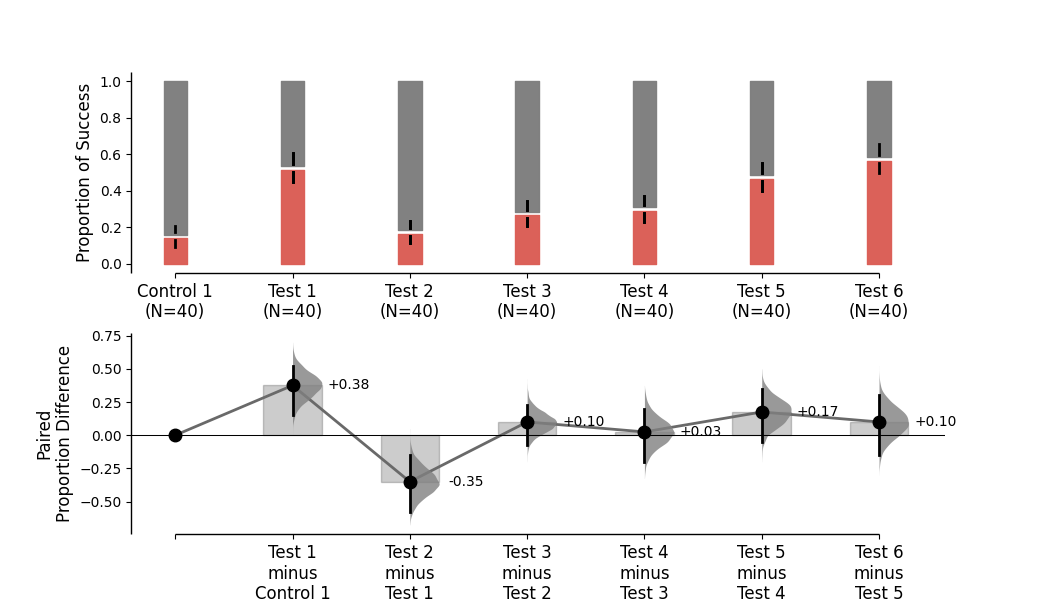 Proportion of Success
1.0
0.8
0.6
0.4
0.2
0.0
Control 1 Test 1 Test 2 Test 3 Test 4 Test 5 Test 6
(N=40) (N=40) (N=40) (N=40) (N=40) (N=40) (N=40)
Paired
Proportion Difference
0.75
0.50
0.25
0.00
−0.25
−0.50
+0.38
-0.35
+0.10
+0.03
+0.17
+0.10
Test 1 Test 2 Test 3 Test 4 Test 5 Test 6
minus minus minus minus minus minus
Control 1 Test 1 Test 2 Test 3 Test 4 Test 5